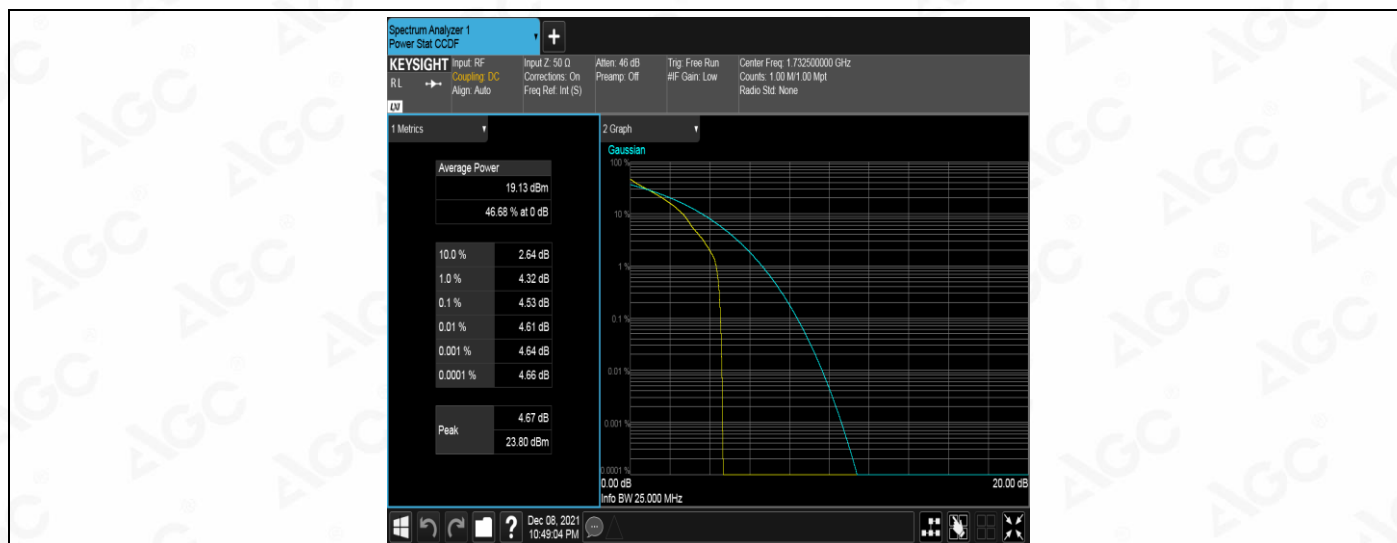 Spectrum Analyzer 1
Power Stat CCDF
+
KEYSIGHT
RL
LXI
Input: RF
Coupling: DC
Align: Auto
Input Z: 50 Ω
Corrections: On
Freq Ref: Int (S)
Atten: 46 dB
Preamp: Off
Trig: Free Run
#IF Gain: Low
Center Freq: 1.732500000 GHz
Counts: 1.00 M/1.00 Mpt
Radio Std: None
1 Metrics
Average Power
19.13 dBm
46.68 % at 0 dB
10.0 % 2.64 dB
1.0 % 4.32 dB
0.1 % 4.53 dB
0.01 % 4.61 dB
0.001 % 4.64 dB
0.0001 % 4.66 dB
Peak
4.67 dB
23.80 dBm
2 Graph
Gaussian
100 %
10 %
1 %
0.1 %
0.01 %
0.001 %
0.0001 %
0.00 dB
20.00 dB
Info BW 25.000 MHz
?
Dec 08, 2021
10:49:04 PM
AGC